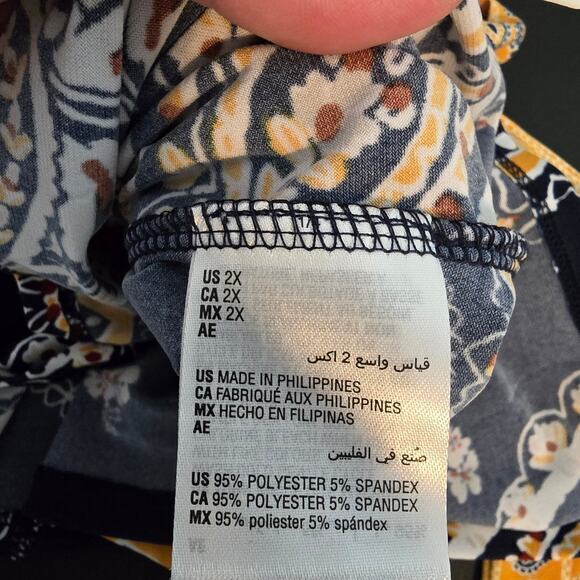 US 2X
CA 2X
MX 2X
AE
قياس واسع 2 اكس
US MADE IN PHILIPPINES
CA FABRIQUÉ AUX PHILIPPINES
MX HECHO EN FILIPINAS
AE
صُنع في الفلبيين
US 95% POLYESTER 5% SPANDEX
CA 95% POLYESTER 5% SPANDEX
MX 95% poliester 5% spándex